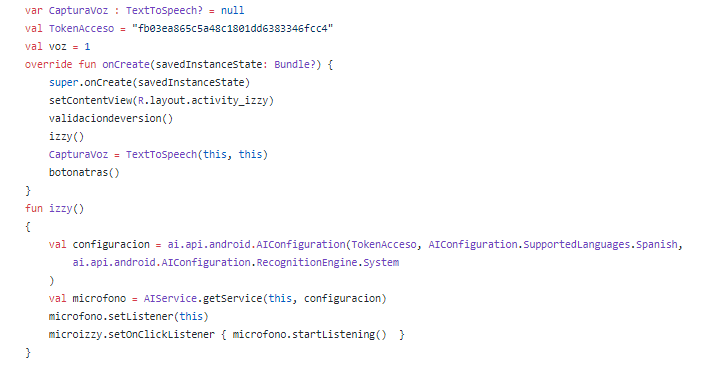 var CapturaVoz : TextToSpeech? = null
val TokenAcceso = "fb03ea865c5a48c1801dd6383346fcc4"
val voz = 1
override fun onCreate(savedInstanceState: Bundle?) {
    super.onCreate(savedInstanceState)
    setContentView(R.layout.activity_izzy)
    validaciondeversion()
    izzy()
    CapturaVoz = TextToSpeech(this, this)
    botonatras()
}
fun izzy()
{
    val configuracion = ai.api.android.AIConfiguration(TokenAcceso, AIConfiguration.SupportedLanguages.Spanish,
        ai.api.android.AIConfiguration.RecognitionEngine.System
    )
    val microfono = AIService.getService(this, configuracion)
    microfono.setListener(this)
    microizzy.setOnClickListener { microfono.startListening()  }
}